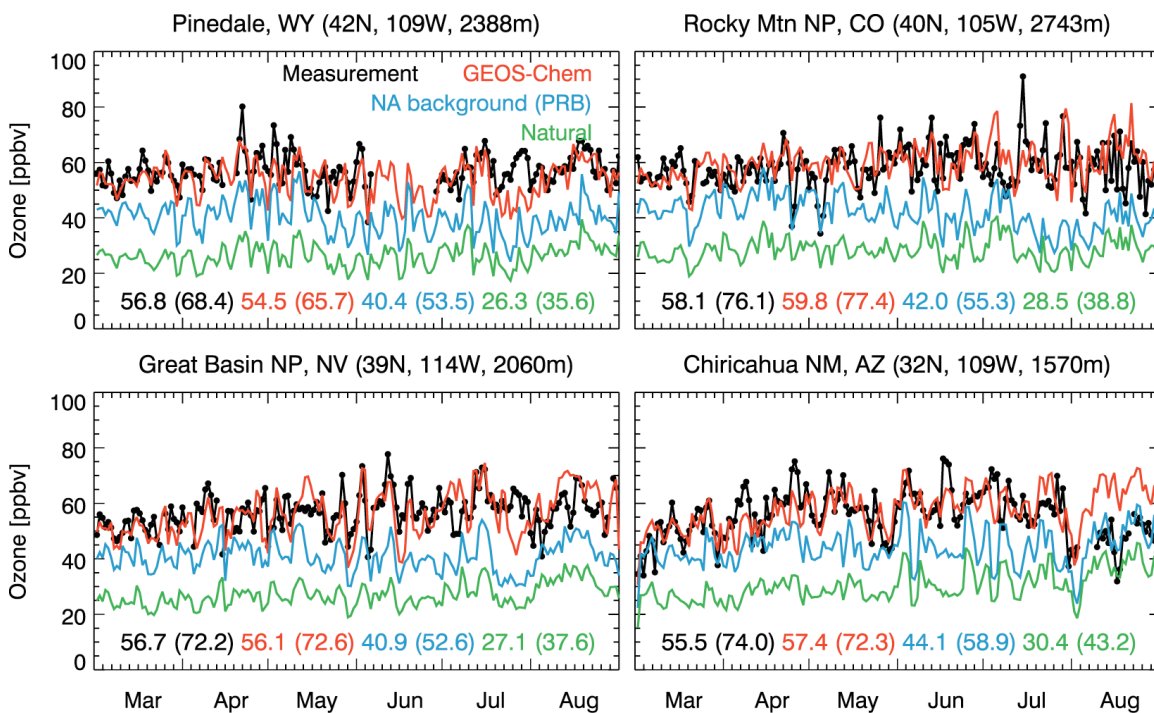 Pinedale, WY (42N, 109W, 2388m)
Rocky Mtn NP, CO (40N, 105W, 2743m)
Measurement
GEOS-Chem
NA background (PRB)
Natural
Ozone [ppbv]
100
80
60
40
20
0
56.8 (68.4) 54.5 (65.7) 40.4 (53.5) 26.3 (35.6)
58.1 (76.1) 59.8 (77.4) 42.0 (55.3) 28.5 (38.8)
Great Basin NP, NV (39N, 114W, 2060m)
Chiricahua NM, AZ (32N, 109W, 1570m)
Ozone [ppbv]
100
80
60
40
20
0
56.7 (72.2) 56.1 (72.6) 40.9 (52.6) 27.1 (37.6)
55.5 (74.0) 57.4 (72.3) 44.1 (58.9) 30.4 (43.2)
Mar Apr May Jun Jul Aug
Mar Apr May Jun Jul Aug